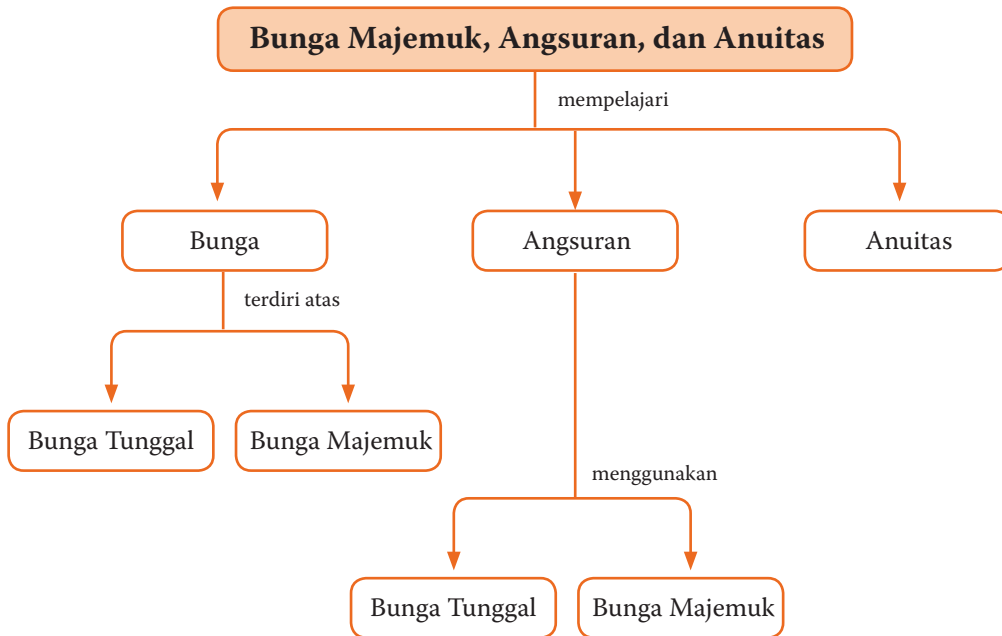 Bunga Majemuk, Angsuran, dan Anuitas
mempelajari
Bunga
Angsuran
Anuitas
terdiri atas
Bunga Tunggal
Bunga Majemuk
menggunakan
Bunga Tunggal
Bunga Majemuk